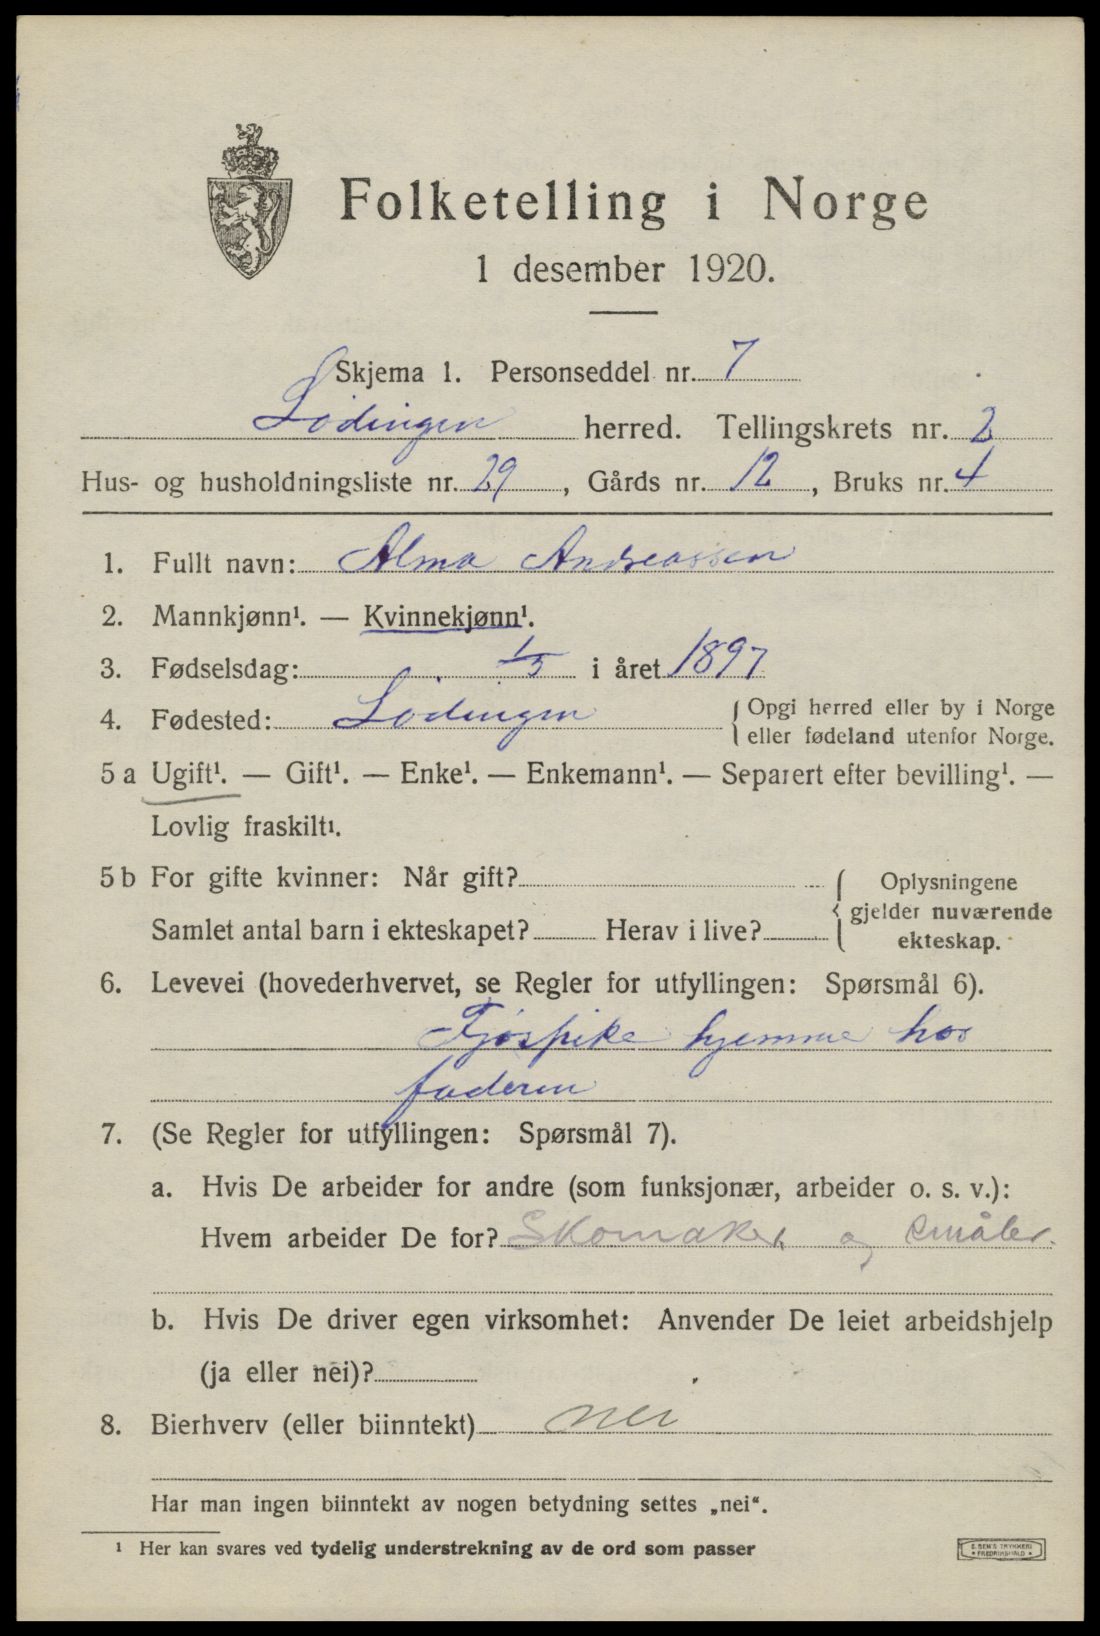 Folketelling i Norge
1 desember 1920.
Skjema 1. Personseddel nr. 7
Lødingen herred. Tellingskrets nr. 2
Hus- og husholdningsliste nr. 29, Gårds nr. 12, Bruks nr. 4
1. Fullt navn: Alma Andreassen
2. Mannkjønn¹. — Kvinnekjønn¹.
3. Fødselsdag: 1/5 i året 1897
4. Fødested: Lødingen { Opgi herred eller by i Norge
eller fødeland utenfor Norge.
5 a Ugift¹. — Gift¹. — Enke¹. — Enkemann¹. — Separert efter bevilling¹. —
Lovlig fraskilt¹.
5 b For gifte kvinner: Når gift? { Oplysningene
gjelder nuværende
Samlet antal barn i ekteskapet? Herav i live? ekteskap.
6. Levevei (hovederhvervet, se Regler for utfyllingen: Spørsmål 6).
Fjøspike hjemme hos
faderen
7. (Se Regler for utfyllingen: Spørsmål 7).
a. Hvis De arbeider for andre (som funksjonær, arbeider o. s. v.):
Hvem arbeider De for? Skomaker og
b. Hvis De driver egen virksomhet: Anvender De leiet arbeidshjelp
(ja eller nei)?
8. Bierhverv (eller biinntekt) nei
Har man ingen biinntekt av nogen betydning settes „nei“.
¹ Her kan svares ved tydelig understrekning av de ord som passer